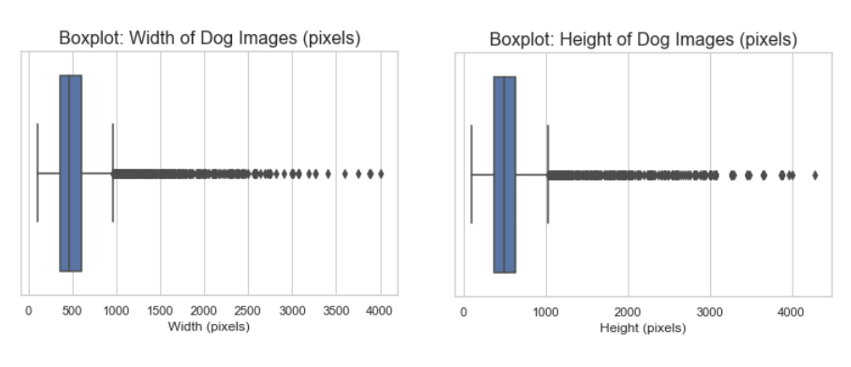 Boxplot: Width of Dog Images (pixels)
0 500 1000 1500 2000 2500 3000 3500 4000
Width (pixels)
Boxplot: Height of Dog Images (pixels)
0 1000 2000 3000 4000
Height (pixels)